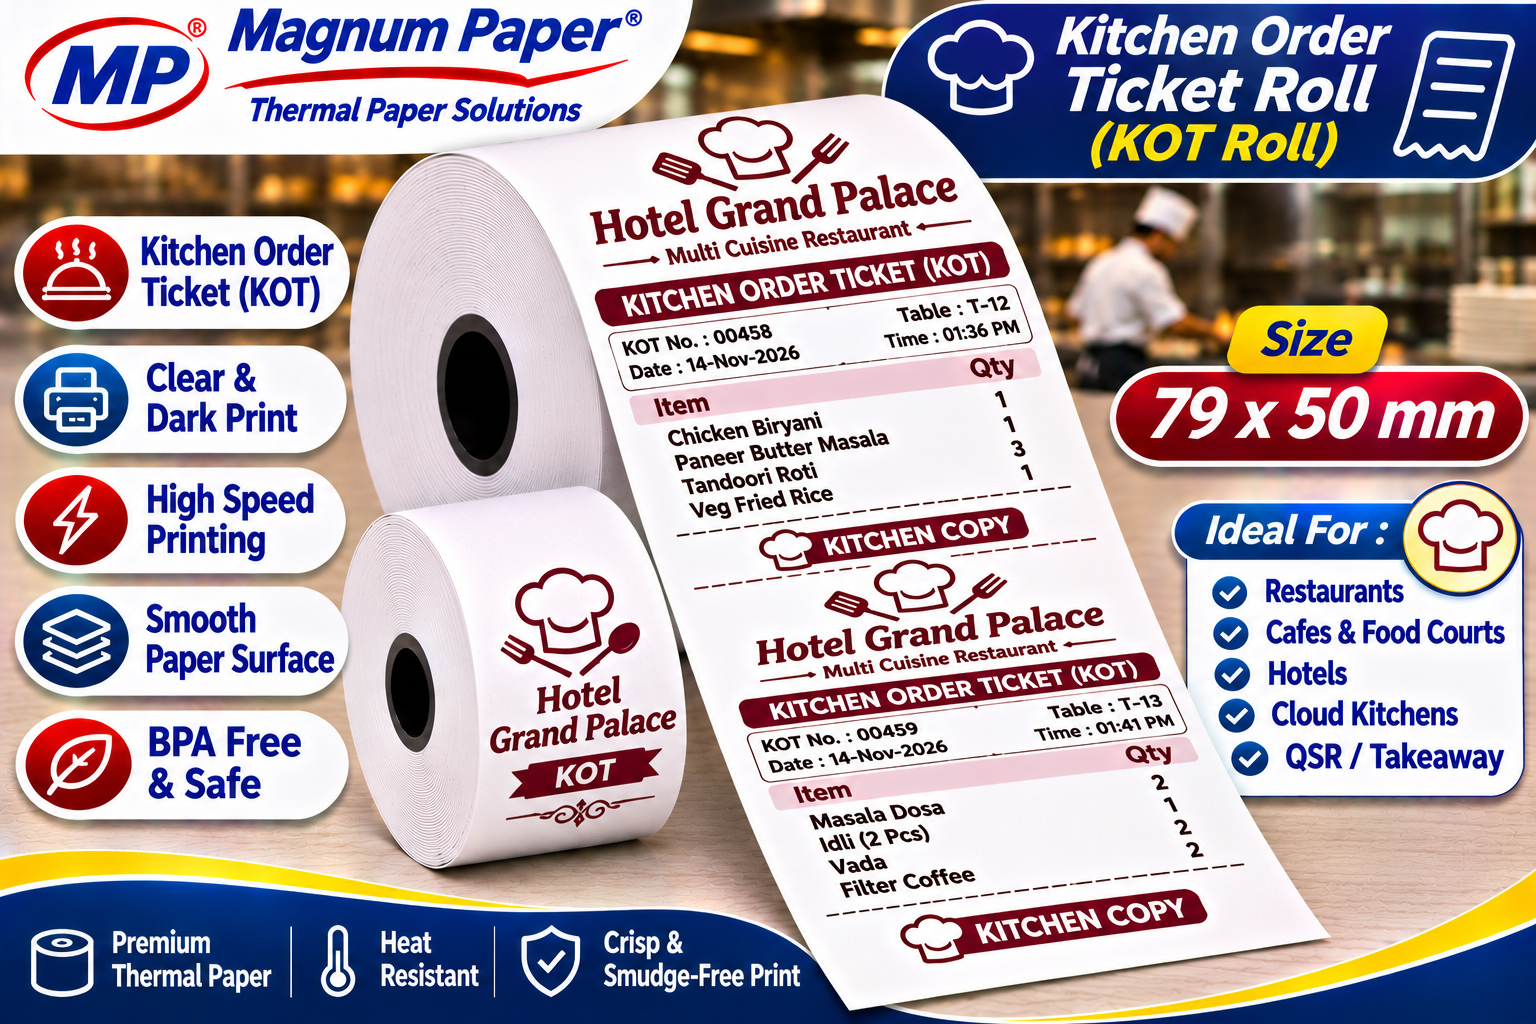 MP®
Magnum Paper®
Thermal Paper Solutions
Kitchen Order
Ticket Roll
(KOT Roll)
Kitchen Order
Ticket (KOT)
Clear &
Dark Print
High Speed
Printing
Smooth
Paper Surface
BPA Free
& Safe
Hotel Grand Palace
Multi Cuisine Restaurant
KITCHEN ORDER TICKET (KOT)
KOT No. : 00458 Table : T-12
Date : 14-Nov-2026 Time : 01:36 PM
Item Qty
Chicken Biryani 1
Paneer Butter Masala 1
Tandoori Roti 3
Veg Fried Rice 1
KITCHEN COPY
Hotel Grand Palace
Multi Cuisine Restaurant
KITCHEN ORDER TICKET (KOT)
KOT No. : 00459 Table : T-13
Date : 14-Nov-2026 Time : 01:41 PM
Item Qty
Masala Dosa 2
Idli (2 Pcs) 1
Vada 2
Filter Coffee 2
KITCHEN COPY
Hotel
Grand Palace
KOT
Size
79 x 50 mm
Ideal For :
Restaurants
Cafes & Food Courts
Hotels
Cloud Kitchens
QSR / Takeaway
Premium
Thermal Paper
Heat
Resistant
Crisp &
Smudge-Free Print